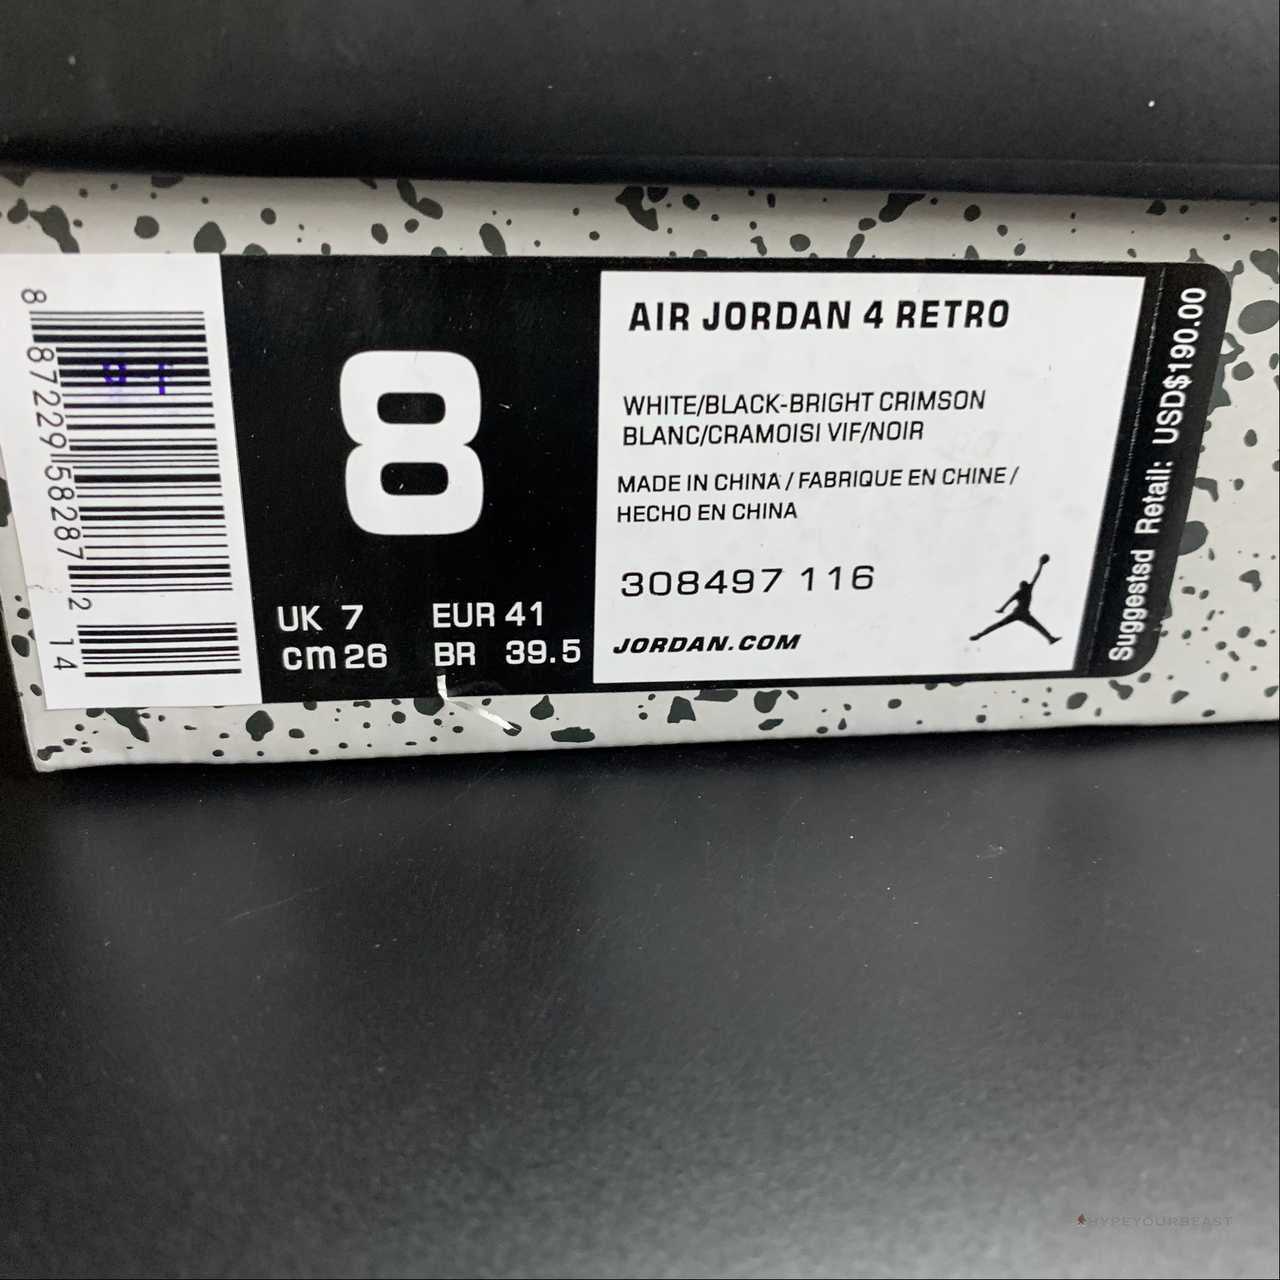 8 87229 58287 2 14
8
UK 7 EUR 41
cm 26 BR 39.5
AIR JORDAN 4 RETRO
WHITE/BLACK-BRIGHT CRIMSON
BLANC/CRAMOISI VIF/NOIR
MADE IN CHINA / FABRIQUE EN CHINE /
HECHO EN CHINA
308497 116
JORDAN.COM
Suggestsd Retail: USD$190.00
HYPEYOURBEAST